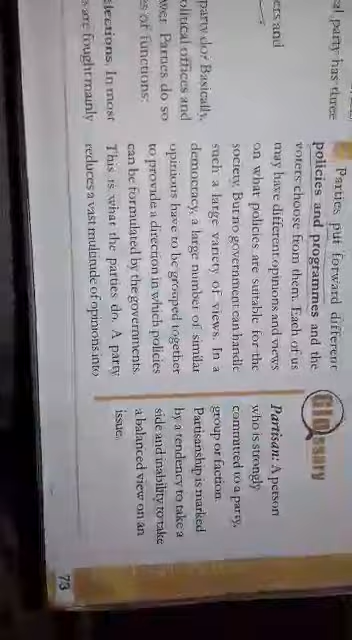 al party has three
ers and
party do? Basically,
olitical offices and
wer. Parties do so
es of functions:
elections. In most
s are fought mainly
Parties put forward different
policies and programmes and the
voters choose from them. Each of us
may have different opinions and views
on what policies are suitable for the
society. But no government can handle
such a large variety of views. In a
democracy, a large number of similar
opinions have to be grouped together
to provide a direction in which policies
can be formulated by the governments.
This is what the parties do. A party
reduces a vast multitude of opinions into
Glossary
Partisan: A person
who is strongly
committed to a party,
group or faction.
Partisanship is marked
by a tendency to take a
side and inability to take
a balanced view on an
issue.
73